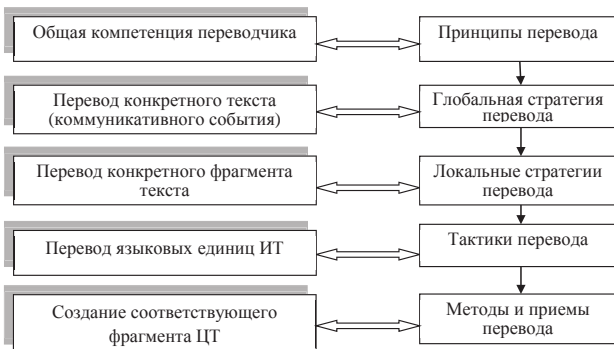 Общая компетенция переводчика
Принципы перевода
Перевод конкретного текста
(коммуникативного события)
Глобальная стратегия
перевода
Перевод конкретного фрагмента
текста
Локальные стратегии
перевода
Перевод языковых единиц ИТ
Тактики перевода
Создание соответствующего
фрагмента ЦТ
Методы и приемы
перевода